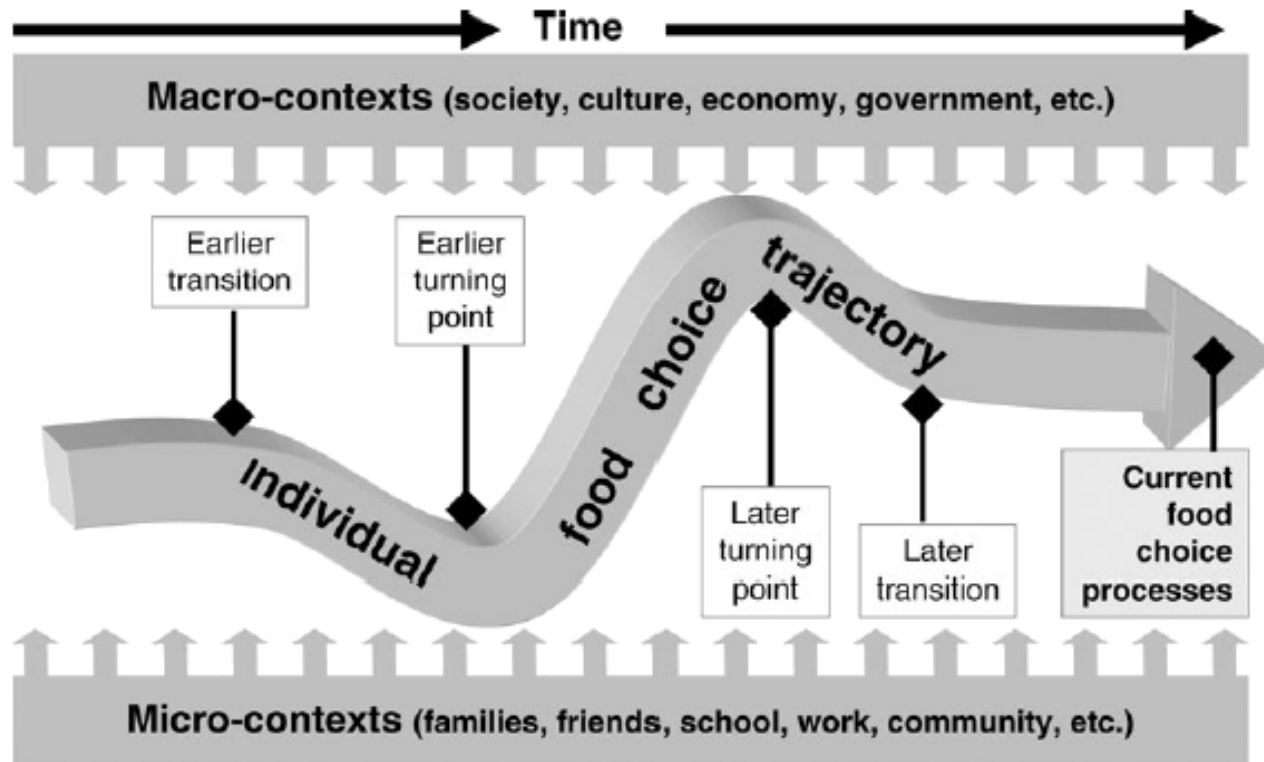 Time
Macro-contexts (society, culture, economy, government, etc.)
Earlier
transition
Earlier
turning
point
Individual food choice trajectory
Later
turning
point
Later
transition
Current
food
choice
processes
Micro-contexts (families, friends, school, work, community, etc.)